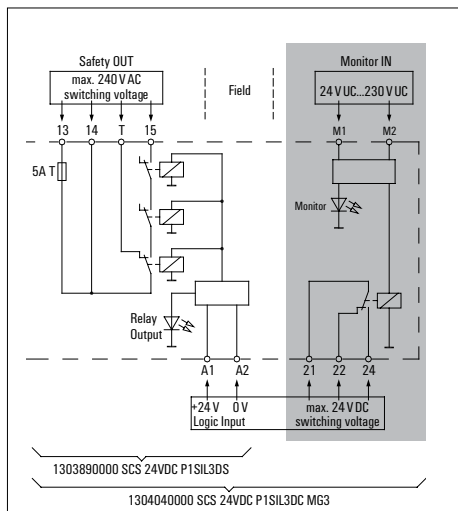 Safety OUT
max. 240 V AC
switching voltage
Field
Monitor IN
24 V UC...230 V UC
13 14 T 15
M1 M2
5A T
Monitor
Relay
Output
A1 A2 21 22 24
+24 V 0 V
Logic Input
max. 24 V DC
switching voltage
1303890000 SCS 24VDC P1SIL3DS
1304040000 SCS 24VDC P1SIL3DC MG3